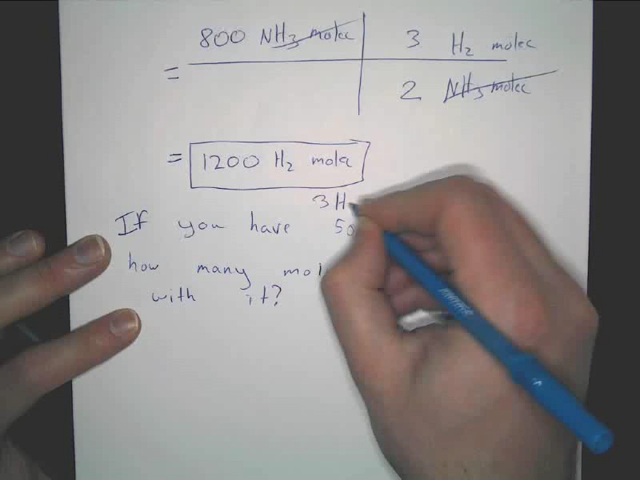 800 NH3 molec 3 H2 molec
= 2 NH3 molec
= 1200 H2 molec
3 H
If you have 50
how many mol
with it?